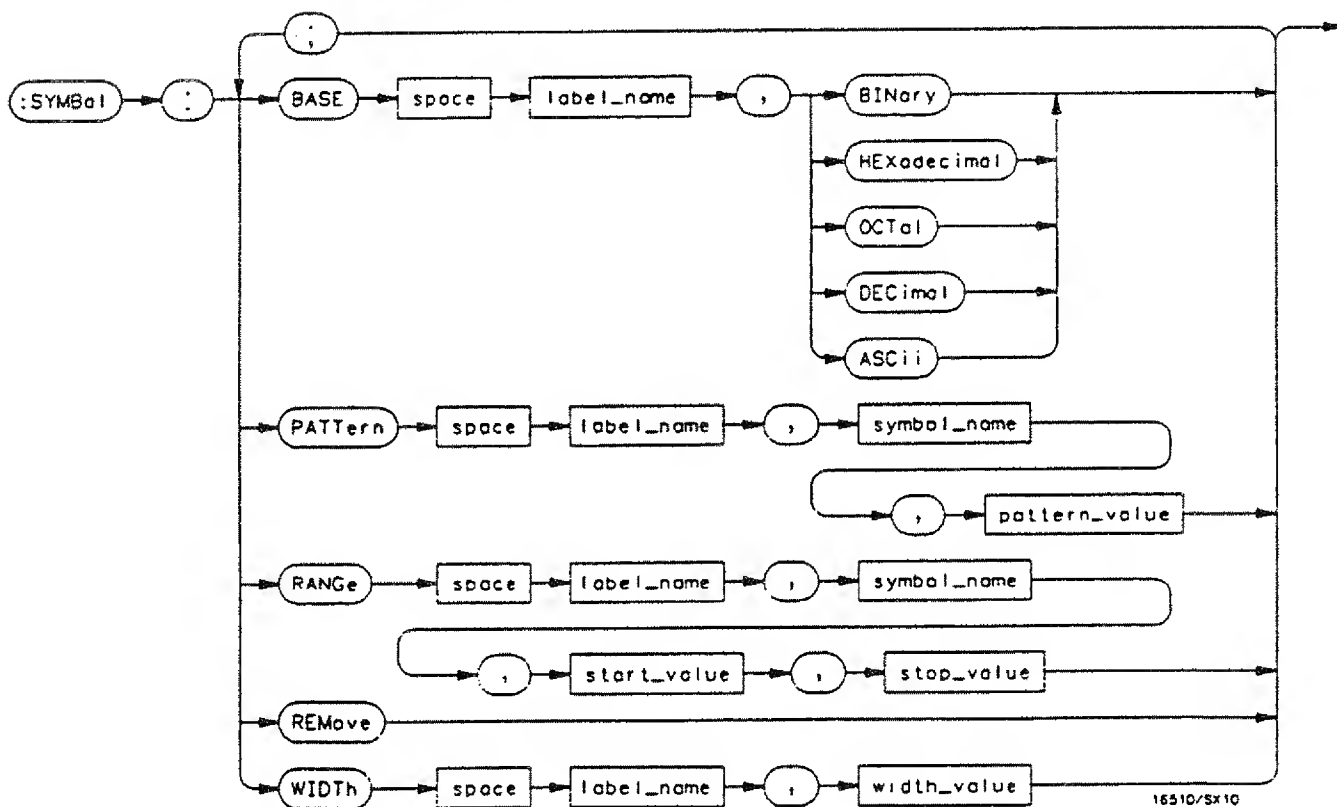 ;
:SYMBol : BASE space label_name , BINary
HEXadecimal
OCTal
DECimal
ASCii
PATTern space label_name , symbol_name
, pattern_value
RANGe space label_name , symbol_name
, start_value , stop_value
REMove
WIDTh space label_name , width_value
16510/SX10